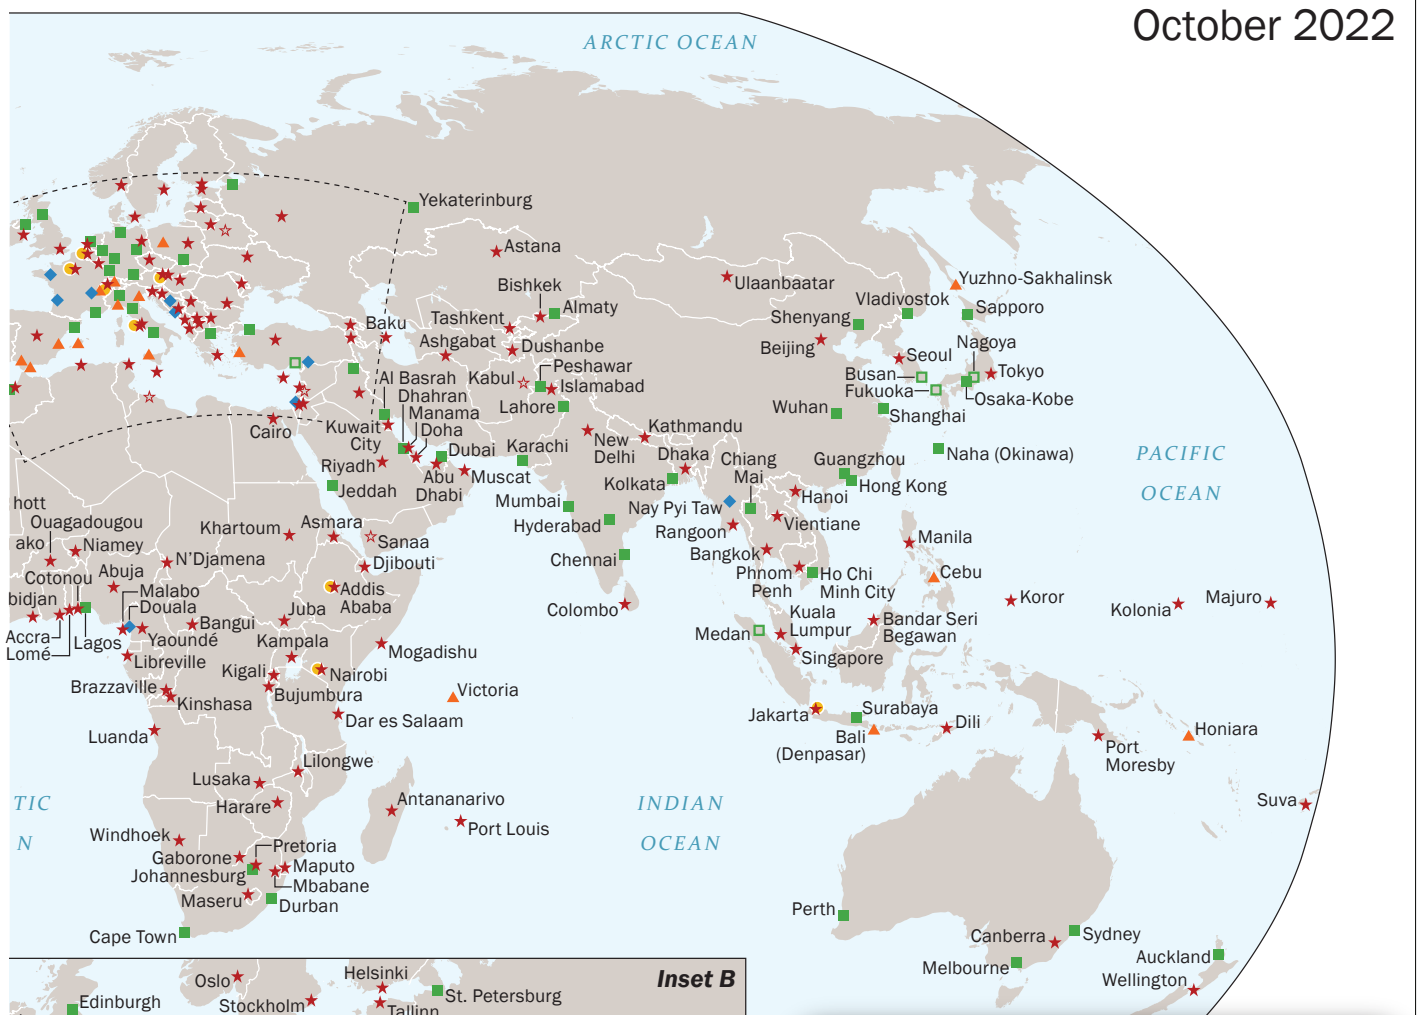 October 2022
ARCTIC OCEAN
Yekaterinburg
Astana
Ulaanbaatar
Yuzhno-Sakhalinsk
Bishkek
Almaty
Vladivostok
Sapporo
Tashkent
Shenyang
Baku
Ashgabat
Dushanbe
Beijing
Seoul
Nagoya
Tokyo
Peshawar
Kabul
Islamabad
Busan
Fukuoka
Osaka-Kobe
Al Basrah
Dhahran
Manama
Doha
Lahore
Wuhan
Shanghai
Cairo
Kuwait
City
Dubai
Karachi
New
Delhi
Kathmandu
Dhaka
Chiang
Mai
Guangzhou
Hong Kong
Naha (Okinawa)
PACIFIC
OCEAN
Riyadh
Abu
Dhabi
Muscat
Jeddah
Kolkata
Hanoi
Mumbai
Nay Pyi Taw
Hyderabad
Rangoon
Vientiane
hott
Ouagadougou
ako
Niamey
Khartoum
Asmara
Sanaa
Chennai
Bangkok
Manila
N'Djamena
Djibouti
Cotonou
Abuja
Malabo
Douala
Addis
Ababa
Phnom
Penh
Ho Chi
Minh City
Cebu
bidjan
Accra
Lomé
Lagos
Yaoundé
Bangui
Juba
Colombo
Kuala
Lumpur
Bandar Seri
Begawan
Koror
Kolonia
Majuro
Libreville
Kampala
Mogadishu
Medan
Singapore
Kigali
Nairobi
Brazzaville
Kinshasa
Bujumbura
Victoria
Dar es Salaam
Jakarta
Surabaya
Bali
(Denpasar)
Dili
Port
Moresby
Honiara
Luanda
Lilongwe
Lusaka
Harare
Antananarivo
Port Louis
INDIAN
OCEAN
Suva
TIC
N
Windhoek
Gaborone
Pretoria
Johannesburg
Maputo
Mbabane
Maseru
Durban
Cape Town
Perth
Canberra
Sydney
Melbourne
Auckland
Wellington
Inset B
Oslo
Helsinki
Edinburgh
Stockholm
St. Petersburg
Tallinn